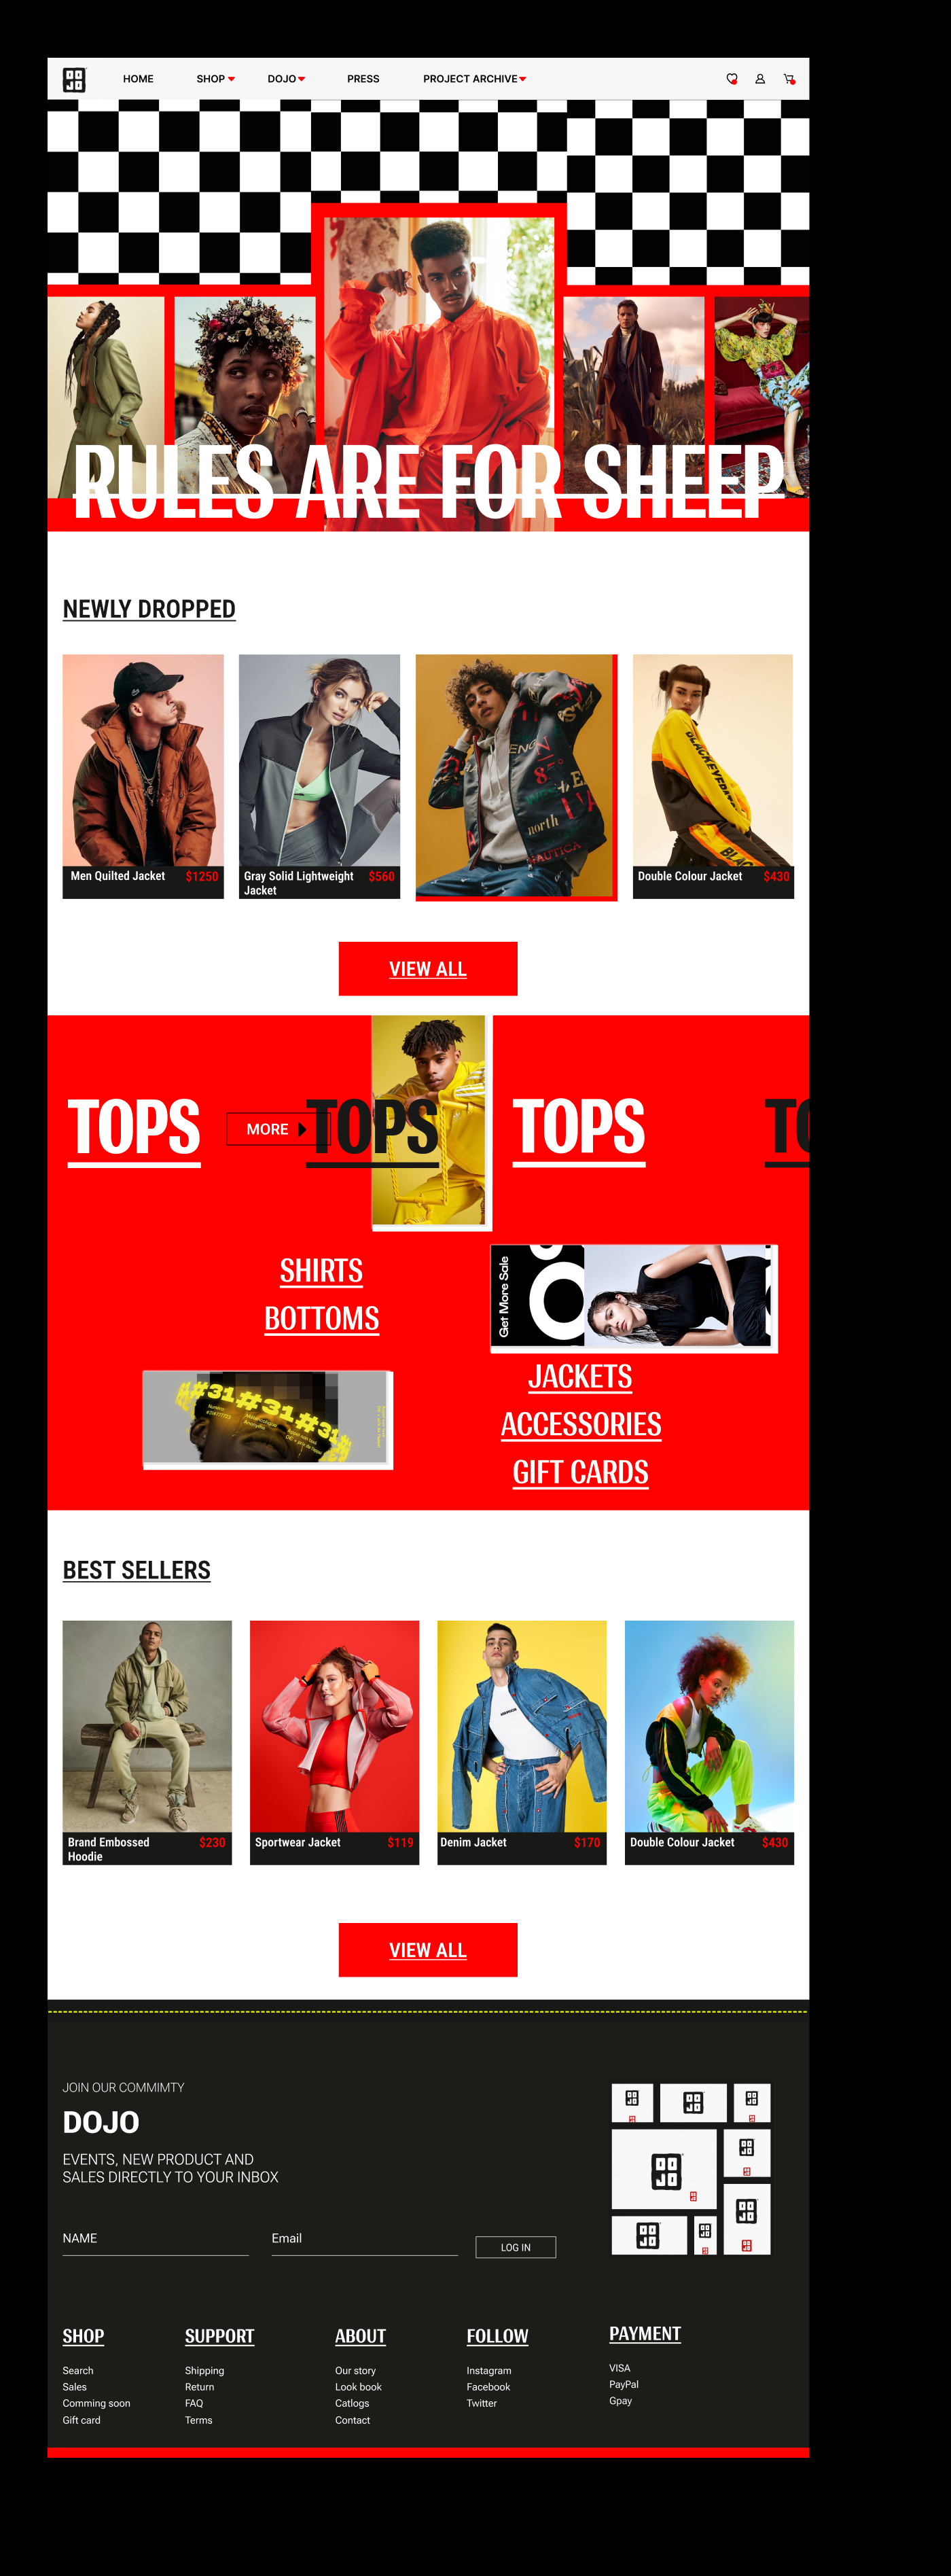 DOJO
HOME SHOP DOJO PRESS PROJECT ARCHIVE
RULES ARE FOR SHEEP
NEWLY DROPPED
Men Quilted Jacket $1250
Gray Solid Lightweight
Jacket
$560
Double Colour Jacket $430
VIEW ALL
TOPS
MORE
TOPS
TOPS
TO
SHIRTS
BOTTOMS
Get More Sale
#31#31#31
JACKETS
ACCESSORIES
GIFT CARDS
BEST SELLERS
Brand Embossed
Hoodie
$230
Sportwear Jacket $119
Denim Jacket $170
Double Colour Jacket $430
VIEW ALL
JOIN OUR COMMIMTY
DOJO
EVENTS, NEW PRODUCT AND
SALES DIRECTLY TO YOUR INBOX
NAME
Email
LOG IN
SHOP
Search
Sales
Comming soon
Gift card
SUPPORT
Shipping
Return
FAQ
Terms
ABOUT
Our story
Look book
Catlogs
Contact
FOLLOW
Instagram
Facebook
Twitter
PAYMENT
VISA
PayPal
Gpay